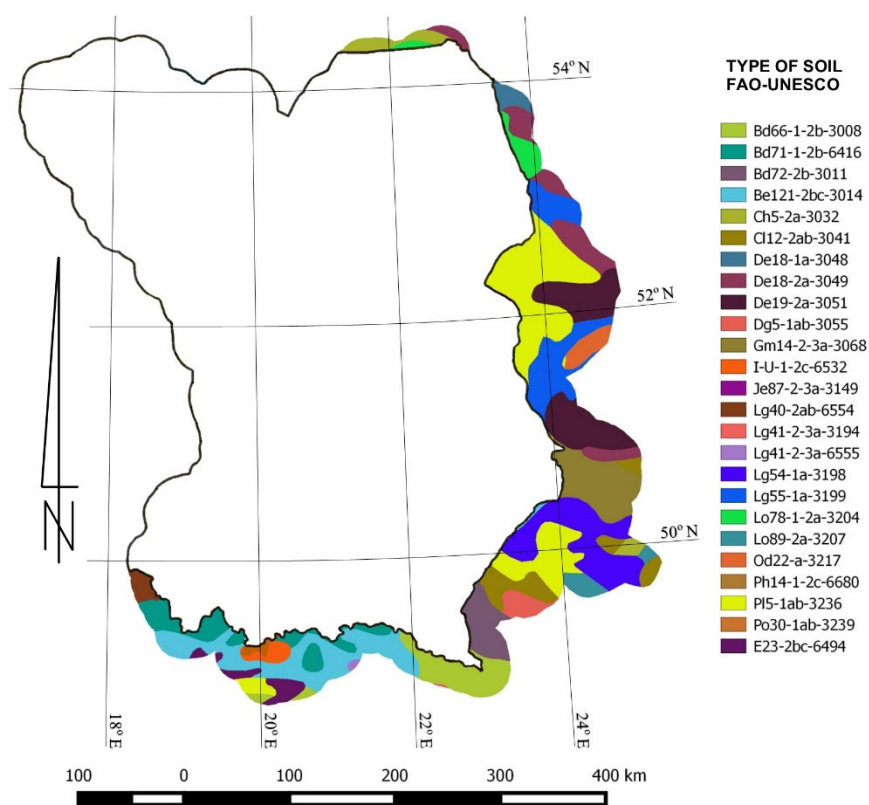 54° N
52° N
50° N
18° E
20° E
22° E
24° E
N
100 0 100 200 300 400 km
TYPE OF SOIL
FAO-UNESCO
Bd66-1-2b-3008
Bd71-1-2b-6416
Bd72-2b-3011
Be121-2bc-3014
Ch5-2a-3032
Cl12-2ab-3041
De18-1a-3048
De18-2a-3049
De19-2a-3051
Dg5-1ab-3055
Gm14-2-3a-3068
I-U-1-2c-6532
Je87-2-3a-3149
Lg40-2ab-6554
Lg41-2-3a-3194
Lg41-2-3a-6555
Lg54-1a-3198
Lg55-1a-3199
Lo78-1-2a-3204
Lo89-2a-3207
Od22-a-3217
Ph14-1-2c-6680
Pl5-1ab-3236
Po30-1ab-3239
E23-2bc-6494